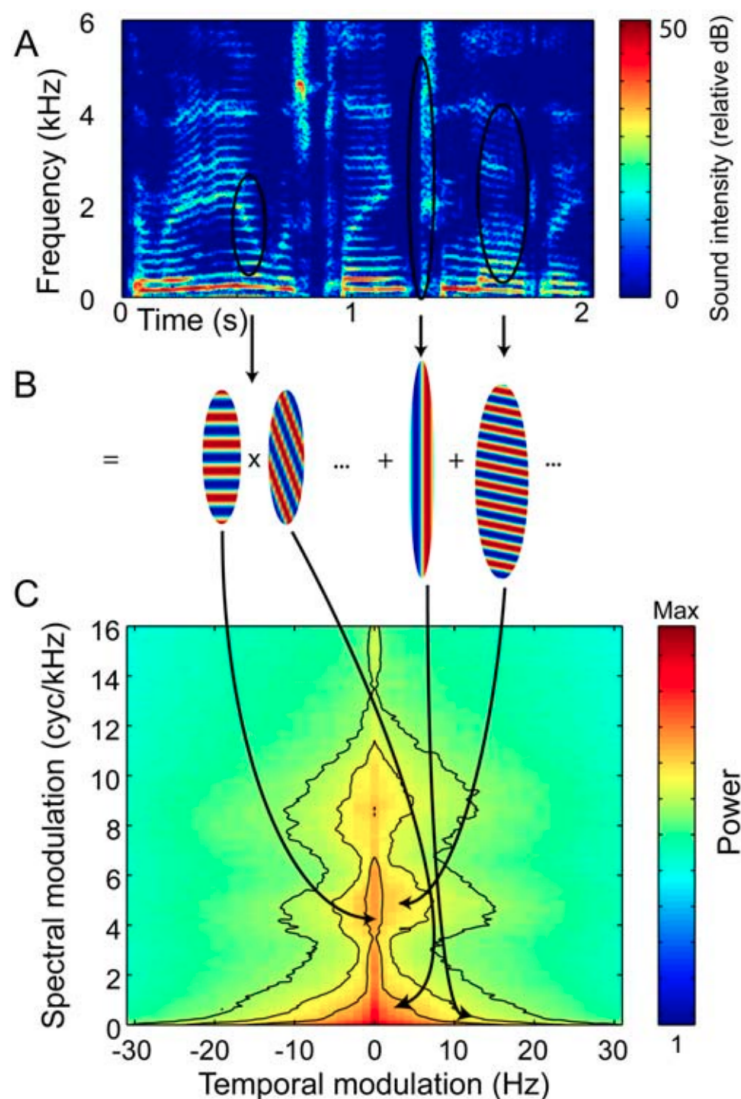 A
Frequency (kHz)
6
4
2
0
0
Time (s)
1
2
50
0
Sound intensity (relative dB)
B
=
x
...
+
+
...
C
Spectral modulation (cyc/kHz)
16
14
12
10
8
6
4
2
0
-30
-20
-10
0
10
20
30
Temporal modulation (Hz)
Max
1
Power